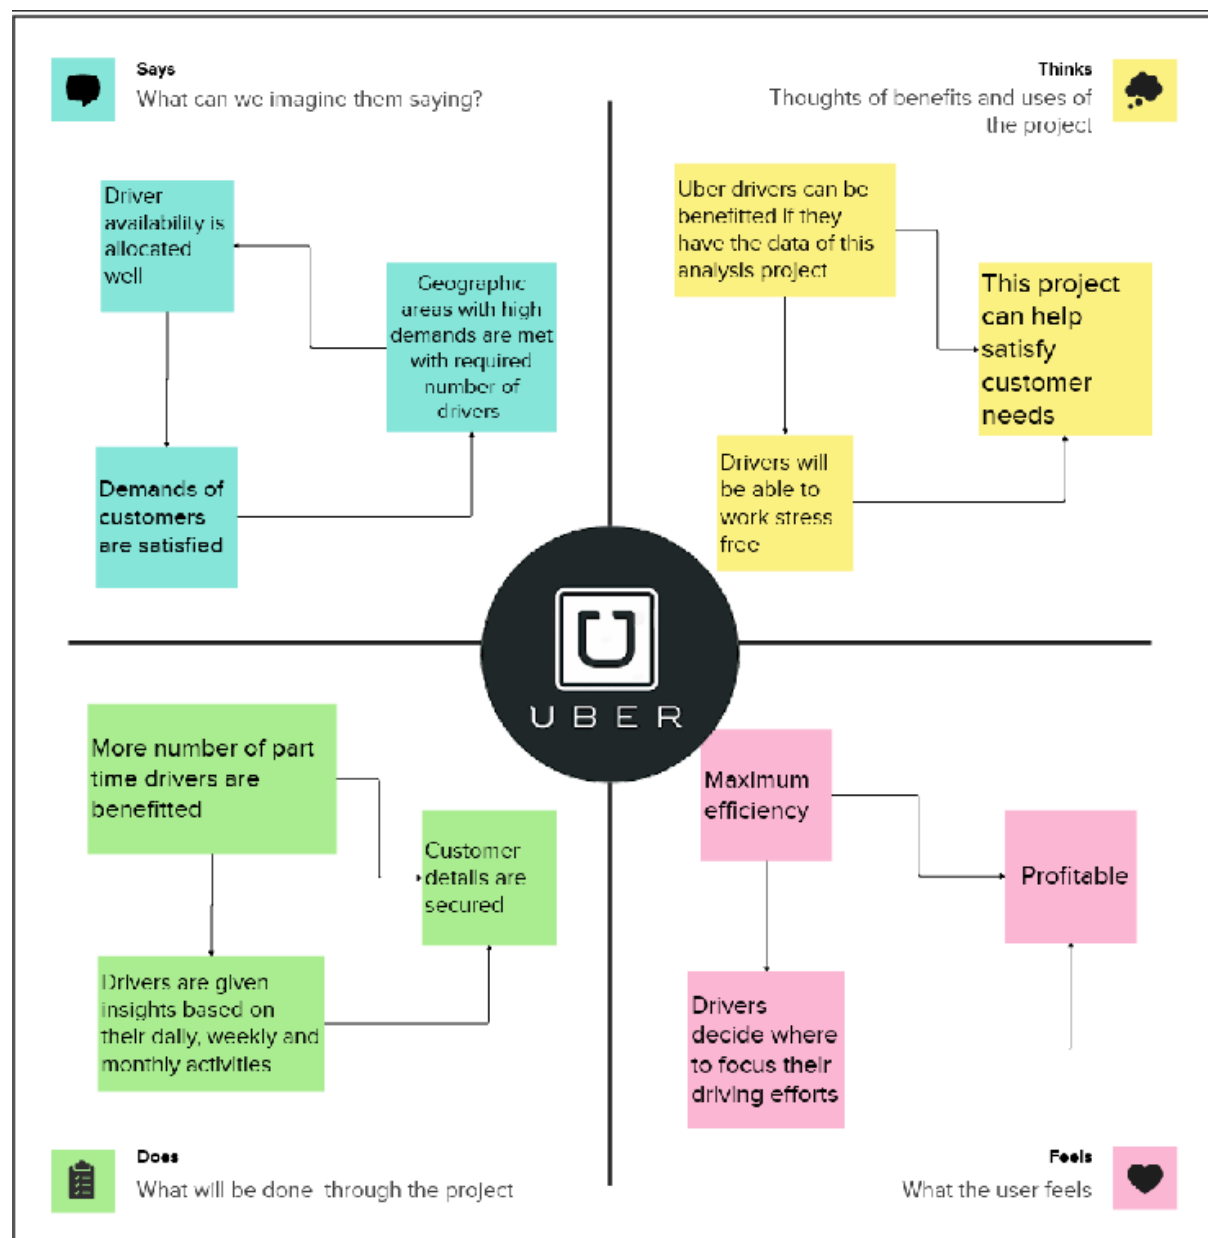 Says
What can we imagine them saying?
Driver
availability is
allocated
well
Geographic
areas with high
demands are met
with required
number of
drivers
Demands of
customers
are satisfied
Thinks
Thoughts of benefits and uses of
the project
Uber drivers can be
benefitted if they
have the data of this
analysis project
This project
can help
satisfy
customer
needs
Drivers will
be able to
work stress
free
UBER
More number of part
time drivers are
benefitted
Customer
details are
secured
Drivers are given
insights based on
their daily, weekly and
monthly activities
Does
What will be done through the project
Maximum
efficiency
Profitable
Drivers
decide where
to focus their
driving efforts
Feels
What the user feels